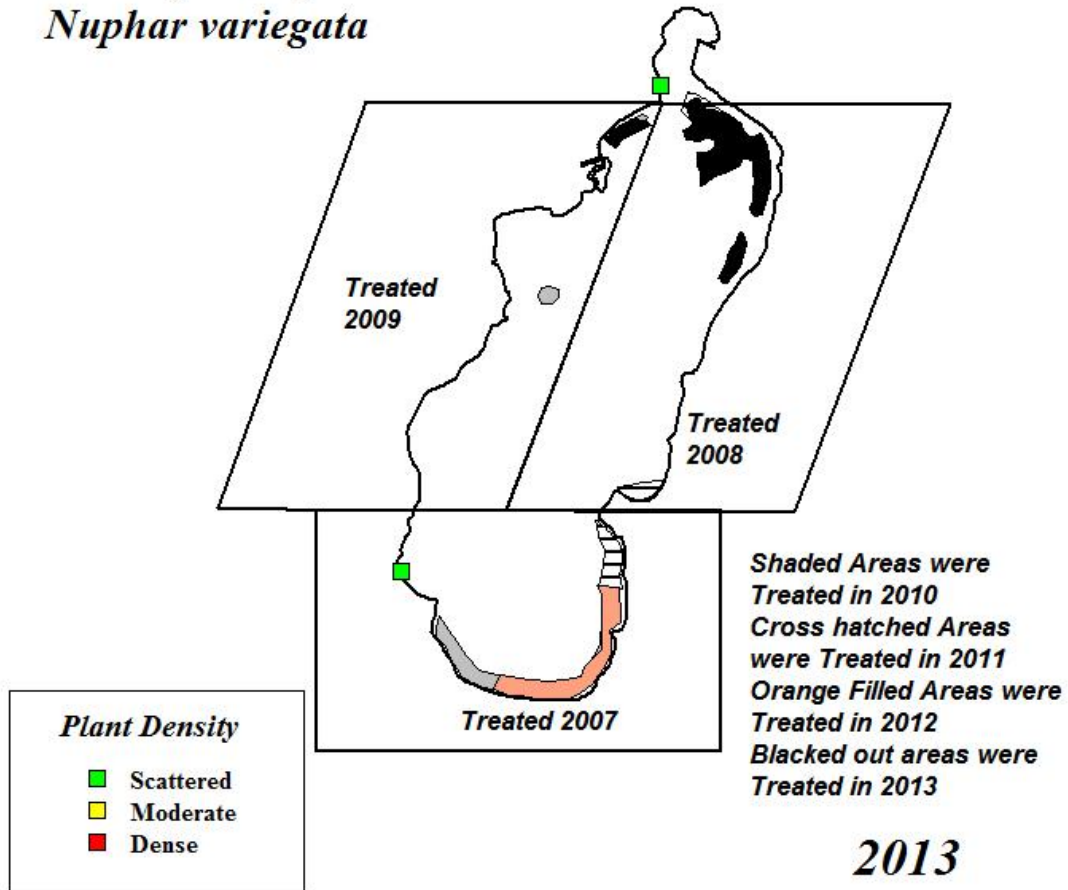 Nuphar variegata
Treated
2009
Treated
2008
Treated 2007
Shaded Areas were
Treated in 2010
Cross hatched Areas
were Treated in 2011
Orange Filled Areas were
Treated in 2012
Blacked out areas were
Treated in 2013
Plant Density
Scattered
Moderate
Dense
2013